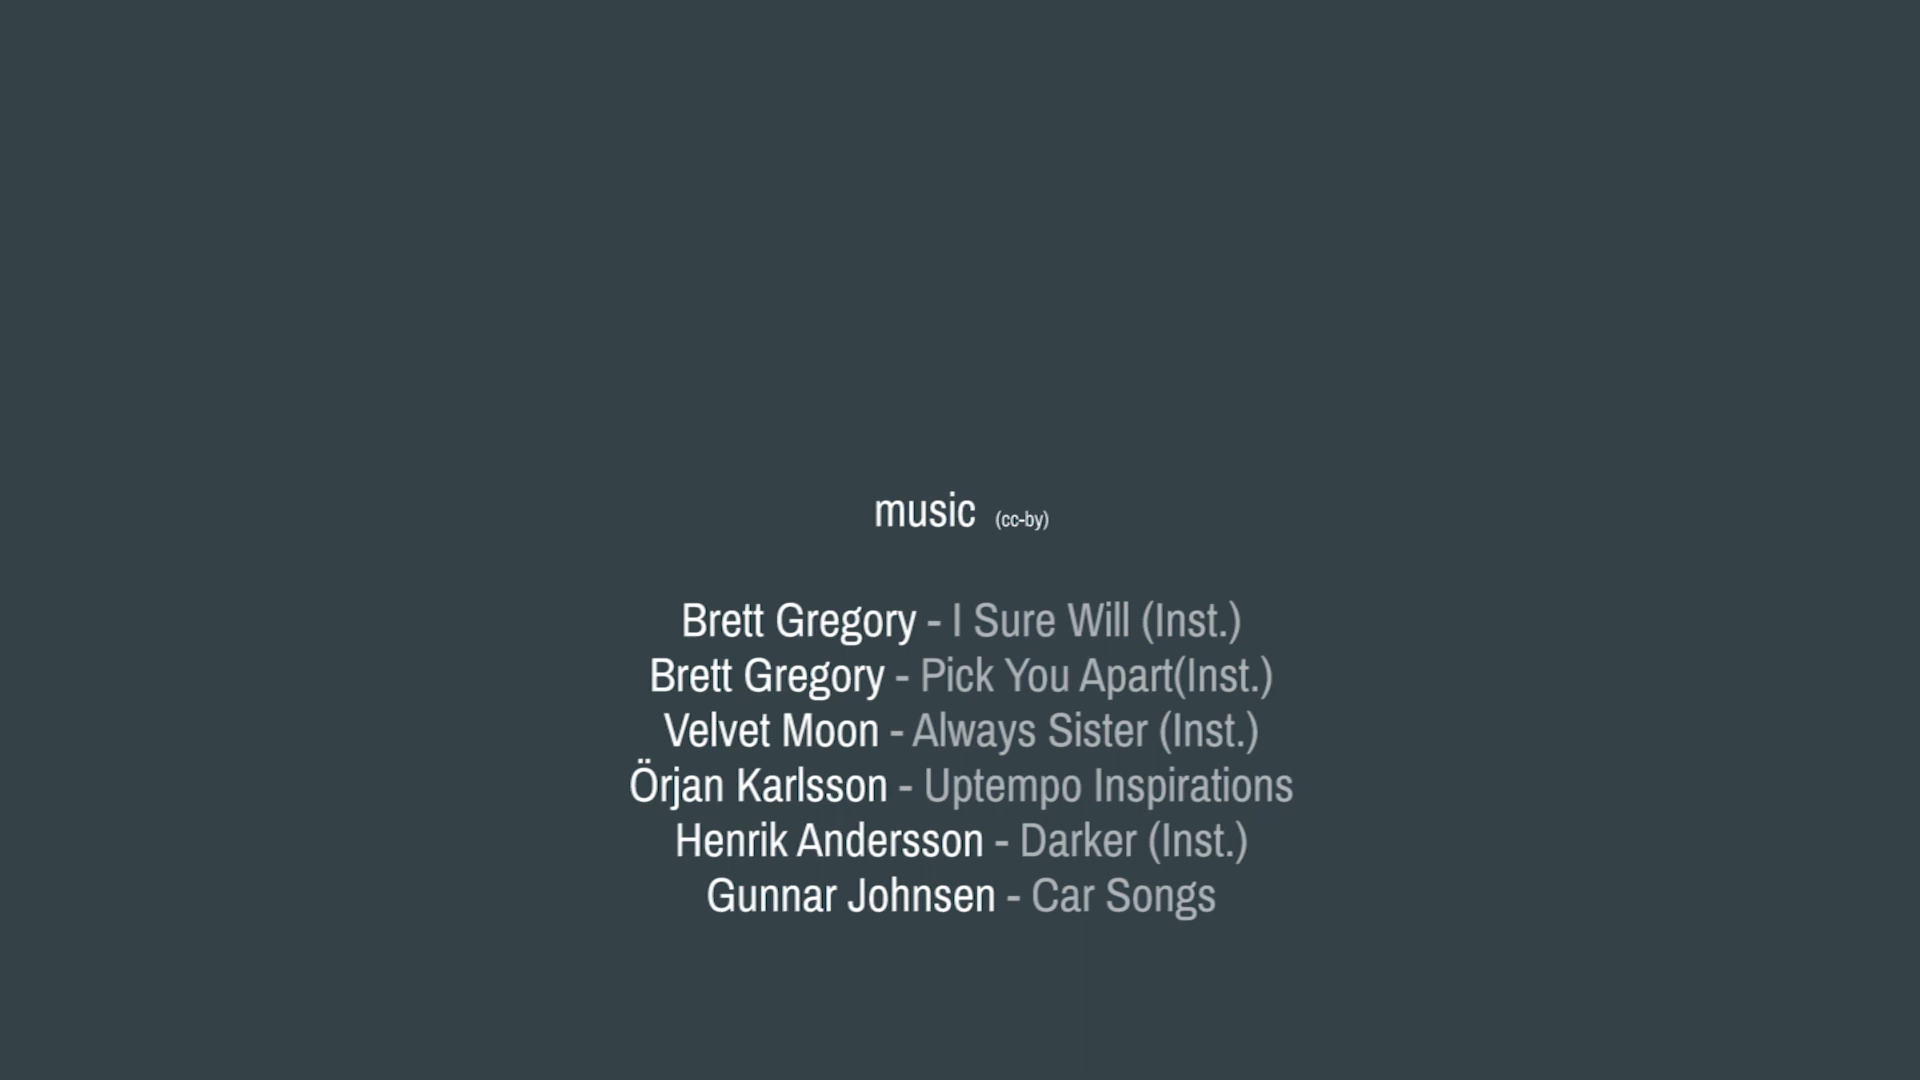 music (cc-by)
Brett Gregory - I Sure Will (Inst.)
Brett Gregory - Pick You Apart(Inst.)
Velvet Moon - Always Sister (Inst.)
Örjan Karlsson - Uptempo Inspirations
Henrik Andersson - Darker (Inst.)
Gunnar Johnsen - Car Songs